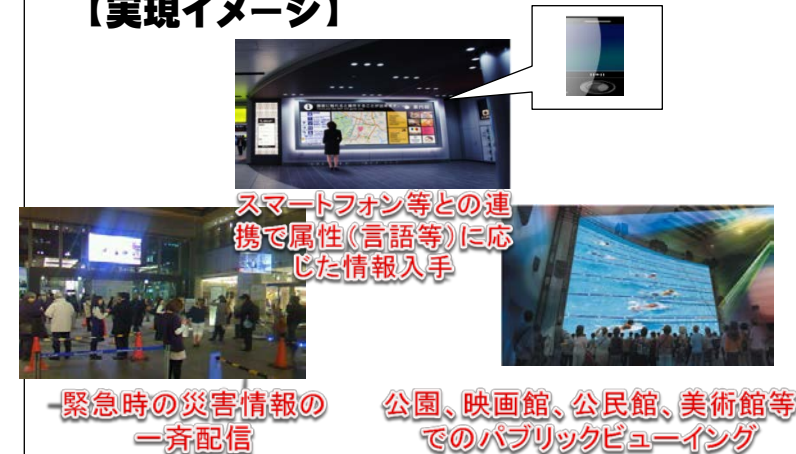 【実現イメージ】
スマートフォン等との連
携で属性(言語等)に応
じた情報入手
緊急時の災害情報の
一斉配信
公園、映画館、公民館、美術館等
でのパブリックビューイング